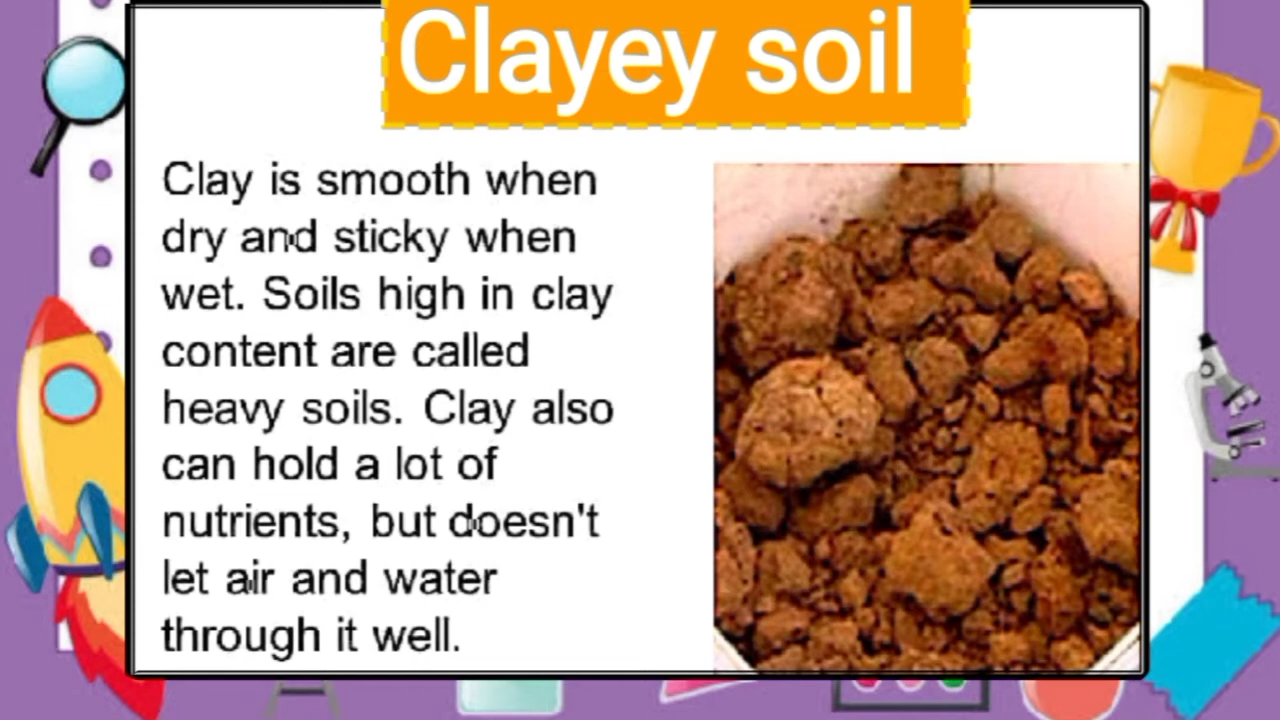 Clayey soil
Clay is smooth when
dry and sticky when
wet. Soils high in clay
content are called
heavy soils. Clay also
can hold a lot of
nutrients, but doesn't
let air and water
through it well.